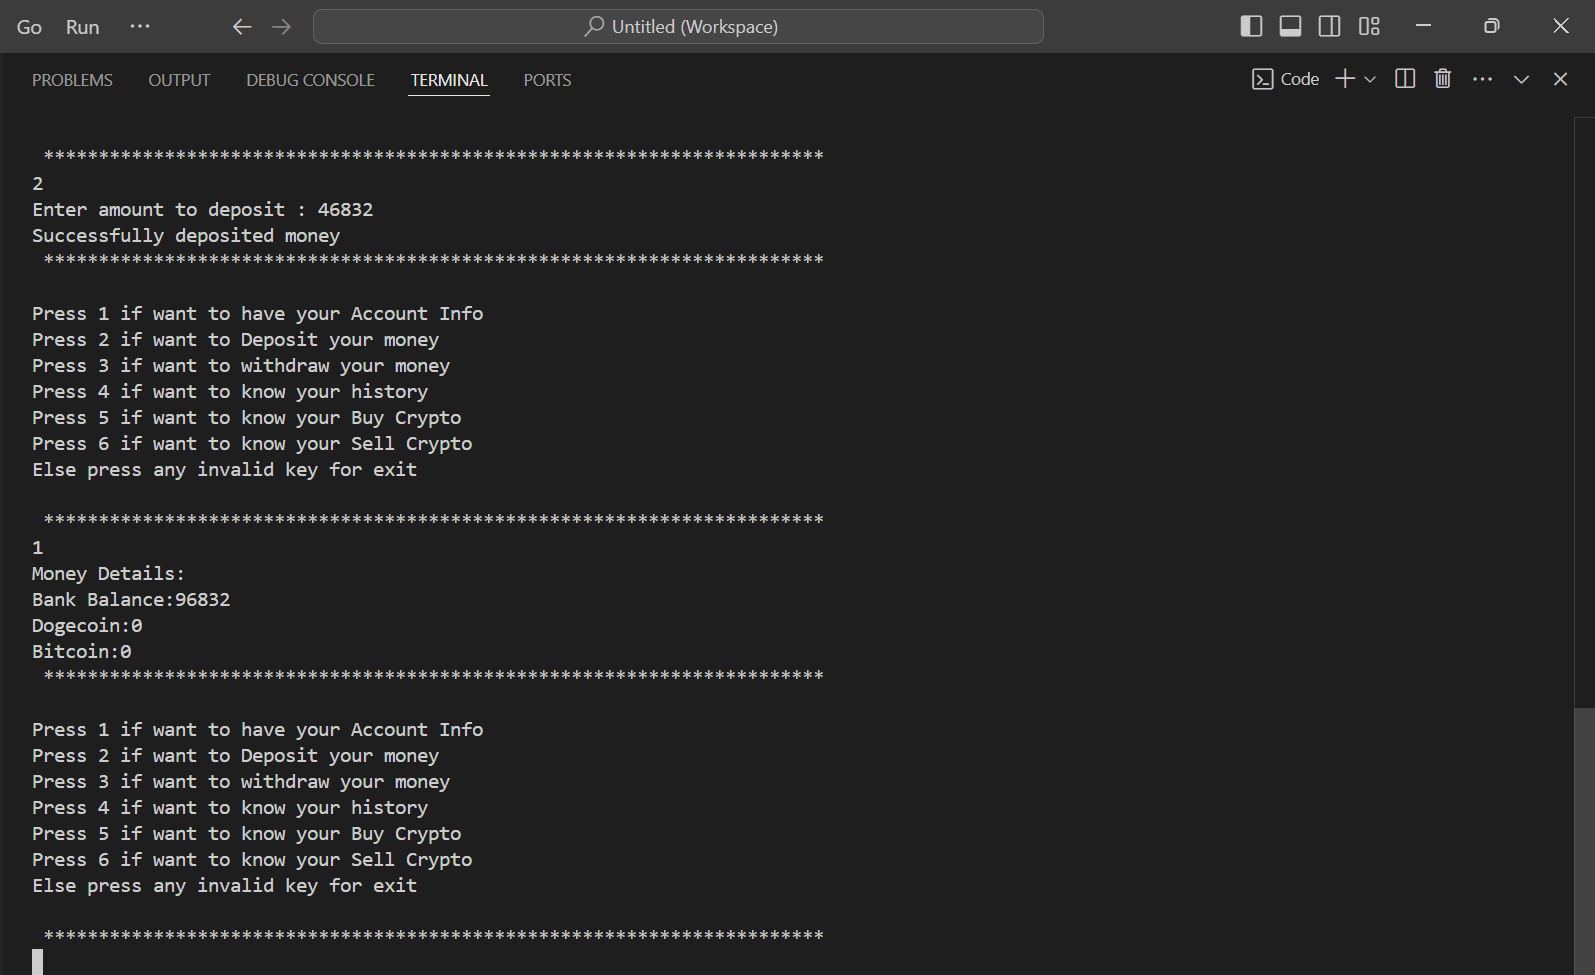 Go Run ··· Untitled (Workspace)
PROBLEMS OUTPUT DEBUG CONSOLE TERMINAL PORTS Code
***********************************************************************
2
Enter amount to deposit : 46832
Successfully deposited money
***********************************************************************
Press 1 if want to have your Account Info
Press 2 if want to Deposit your money
Press 3 if want to withdraw your money
Press 4 if want to know your history
Press 5 if want to know your Buy Crypto
Press 6 if want to know your Sell Crypto
Else press any invalid key for exit
***********************************************************************
1
Money Details:
Bank Balance:96832
Dogecoin:0
Bitcoin:0
***********************************************************************
Press 1 if want to have your Account Info
Press 2 if want to Deposit your money
Press 3 if want to withdraw your money
Press 4 if want to know your history
Press 5 if want to know your Buy Crypto
Press 6 if want to know your Sell Crypto
Else press any invalid key for exit
***********************************************************************